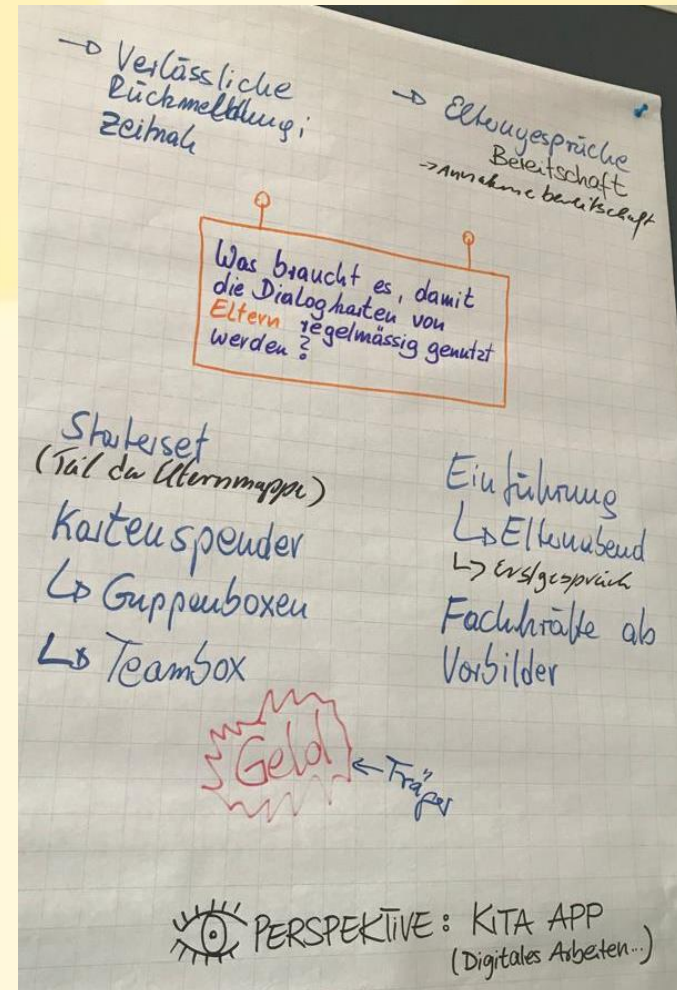 → Verlässliche
Rückmeldung;
Zeitnah
→ Elterngespräche
Bereitschaft
→ Annahmebereitschaft
Was braucht es, damit
die Dialogkarten von
Eltern regelmässig genutzt
werden?
Starterset
(Teil der Elternmappe)
Kartenspender
↳ Guppenboxen
↳ Teambox
Einführung
↳ Elternabend
↳ Erstgespräch
Fachkräfte als
Vorbilder
Geld ← Träger
PERSPEKTIVE: KITA APP
(Digitales Arbeiten...)